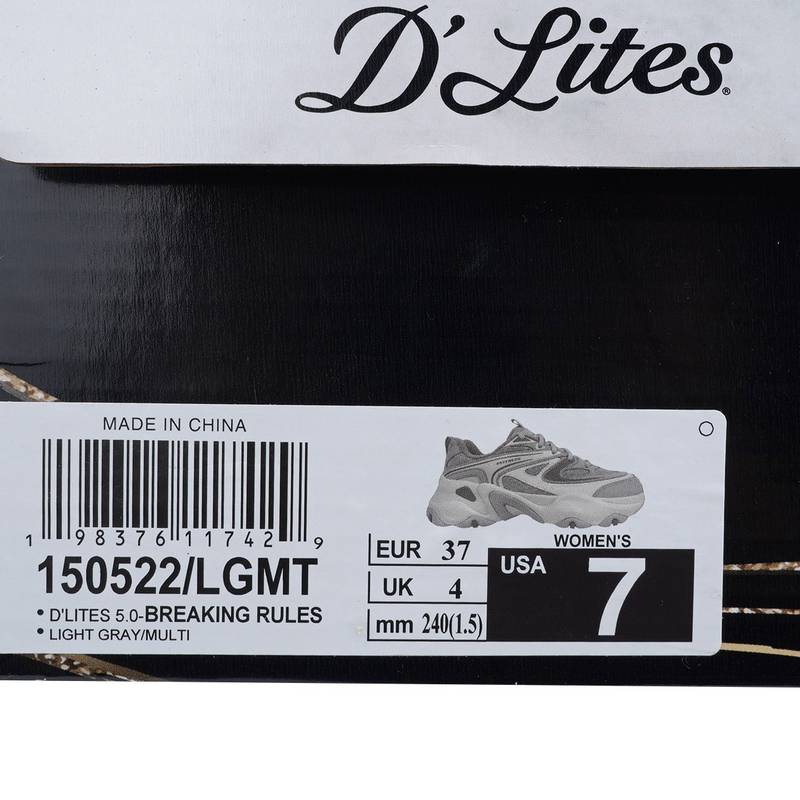 D'Lites®
MADE IN CHINA
1 98376 11742 9
150522/LGMT
• D'LITES 5.0-BREAKING RULES
• LIGHT GRAY/MULTI
EUR 37
UK 4
mm 240(1.5)
WOMEN'S
USA 7